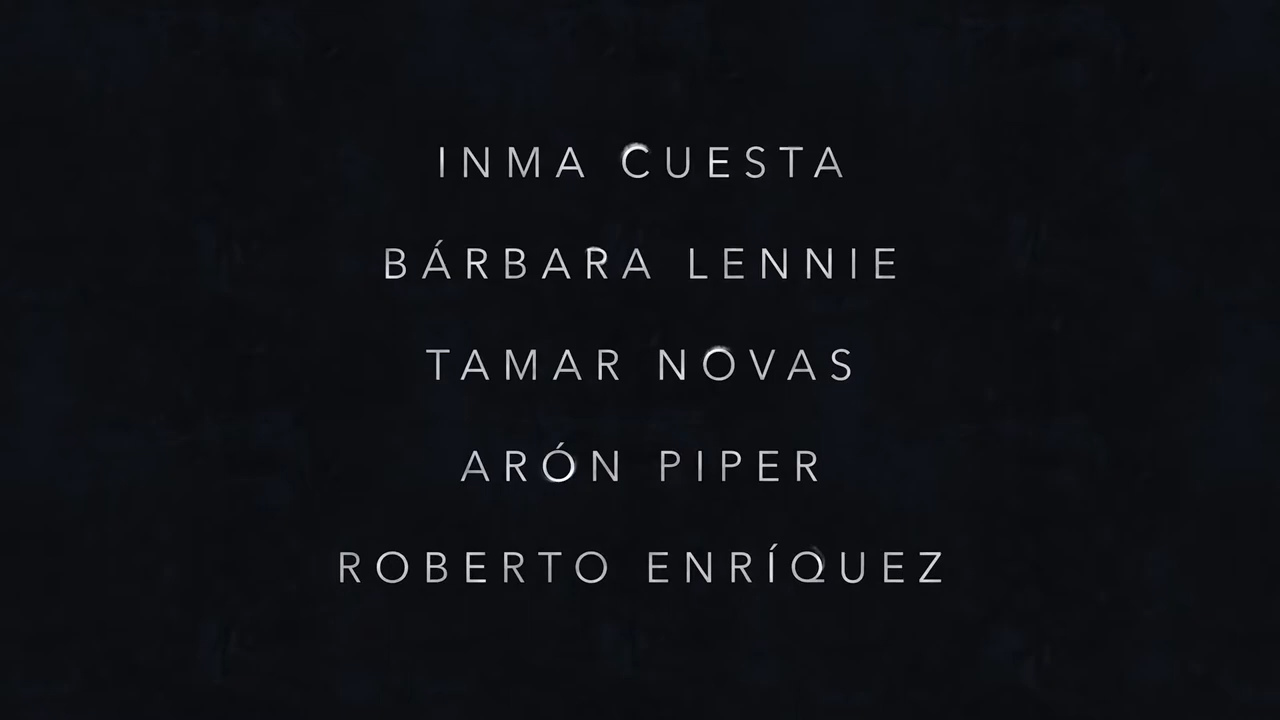 INMA CUESTA
BÁRBARA LENNIE
TAMAR NOVAS
ARÓN PIPER
ROBERTO ENRÍQUEZ